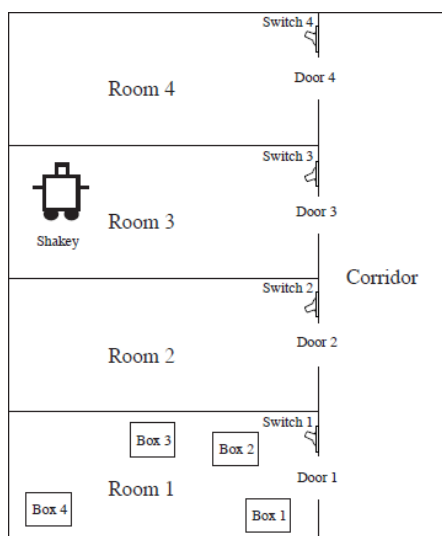 Switch 4
Door 4
Room 4
Switch 3
Door 3
Room 3
Shakey
Corridor
Switch 2
Door 2
Room 2
Switch 1
Box 3
Box 2
Door 1
Room 1
Box 4
Box 1